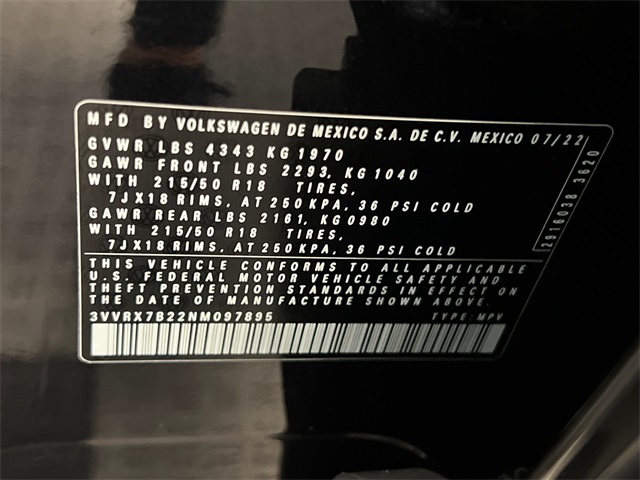 MFD BY VOLKSWAGEN DE MEXICO S.A. DE C.V. MEXICO 07/22
GVWR LBS 4343 KG 1970
GAWR FRONT LBS 2293, KG 1040
WITH 215/50 R18 TIRES,
7JX18 RIMS, AT 250 KPA, 36 PSI COLD
GAWR REAR LBS 2161, KG 0980
WITH 215/50 R18 TIRES,
7JX18 RIMS, AT 250 KPA, 36 PSI COLD
THIS VEHICLE CONFORMS TO ALL APPLICABLE
U.S. FEDERAL MOTOR VEHICLE SAFETY AND
THEFT PREVENTION STANDARDS IN EFFECT ON
THE DATE OF MANUFACTURE SHOWN ABOVE.
3VVRX7B22NM097895 TYPE: MPV
2916038 3620